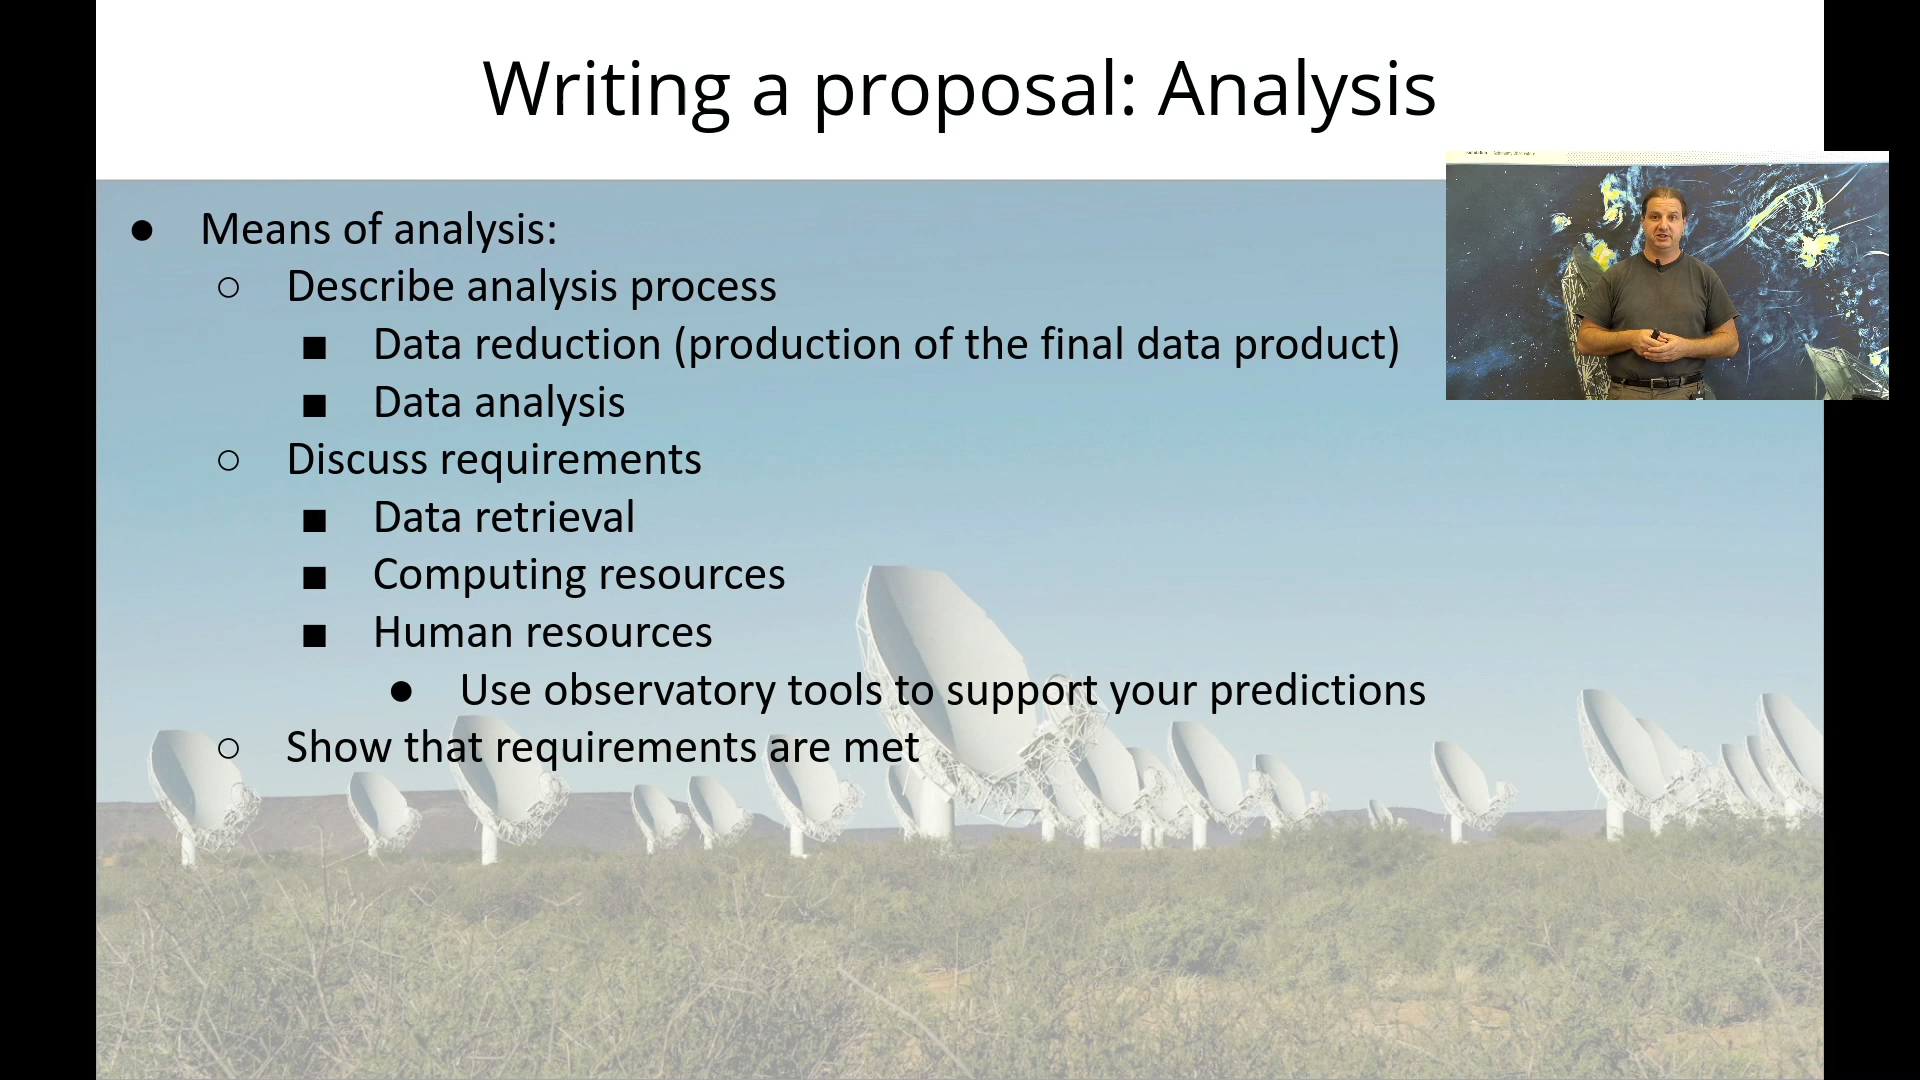 Writing a proposal: Analysis
● Means of analysis:
○ Describe analysis process
■ Data reduction (production of the final data product)
■ Data analysis
○ Discuss requirements
■ Data retrieval
■ Computing resources
■ Human resources
● Use observatory tools to support your predictions
○ Show that requirements are met